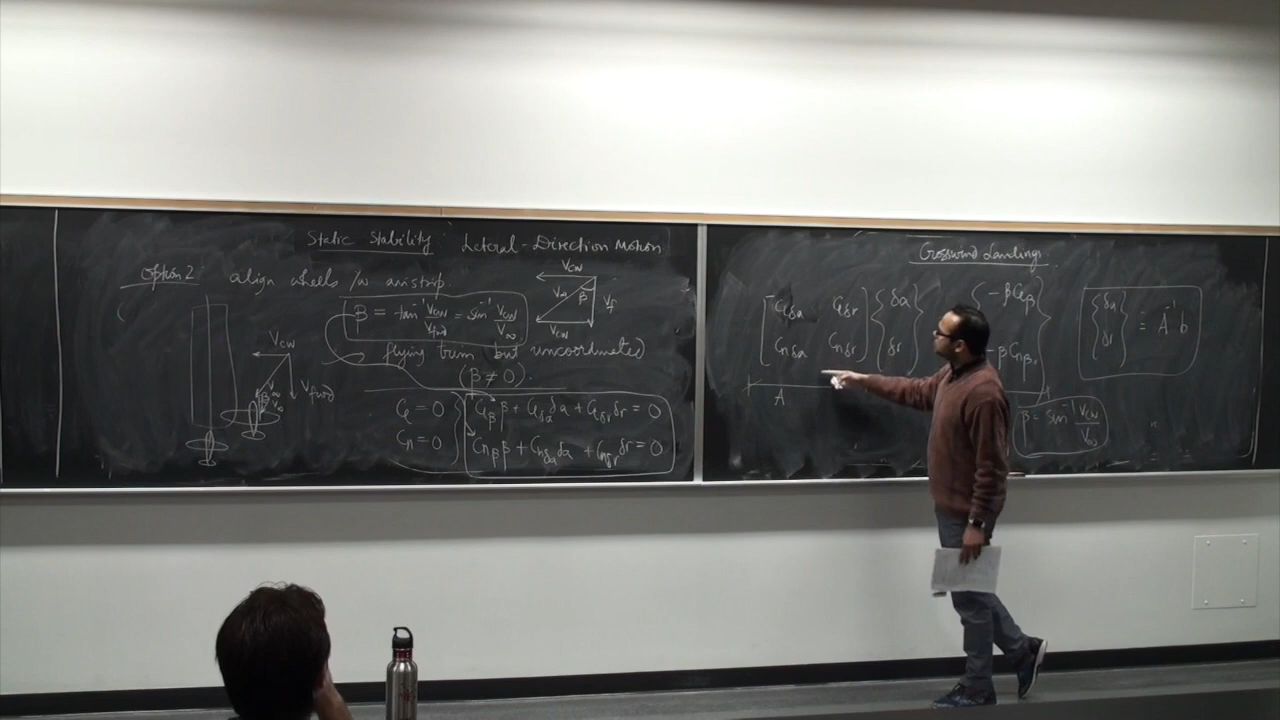 Static Stability Lateral-Direction Motion
Option 2 align wheels /w airstrip.
β = tan⁻¹ V_cw/V_fwd = sin⁻¹ V_cw/V_∞
flying trim but uncoordinated
(β ≠ 0).
V_cw
V_fwd
β
V_∞
V_cw
V_∞
β
V_f
V_cw
C_l = 0
C_n = 0
C_lβ β + C_lδa δa + C_lδr δr = 0
C_nβ β + C_nδa δa + C_nδr δr = 0
Crosswind Landings
C_lδa C_lδr { δa { -β C_lβ
C_nδa C_nδr δr } -β C_nβ }
{ δa δr } = A⁻¹ b
A
β = sin⁻¹ V_cw/V_∞